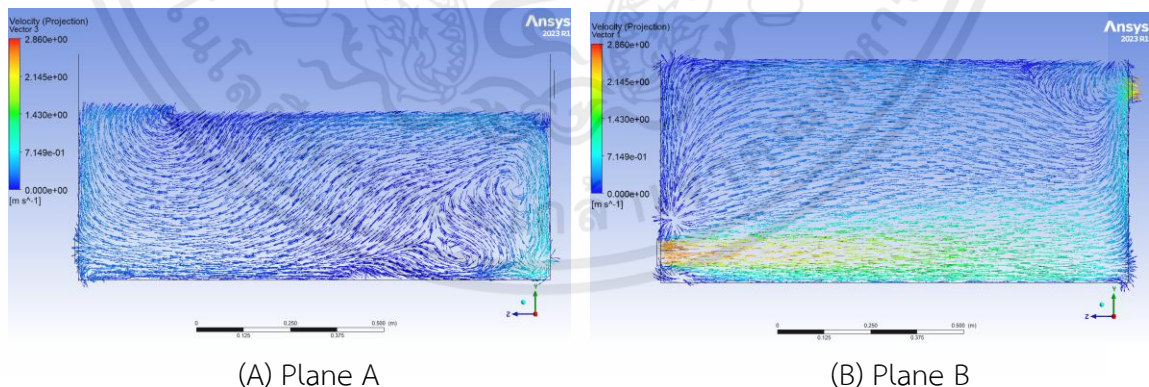 Velocity (Projection)
Vector 3
2.860e+00
2.145e+00
1.430e+00
7.149e-01
0.000e+00
[m s^-1]
Ansys
2023 R1
Y
Z
0
0.250
0.500 (m)
0.125
0.375
(A) Plane A
Velocity (Projection)
Vector 1
2.860e+00
2.145e+00
1.430e+00
7.149e-01
0.000e+00
[m s^-1]
Ansys
2023 R1
Y
Z
0
0.250
0.500 (m)
0.125
0.375
(B) Plane B